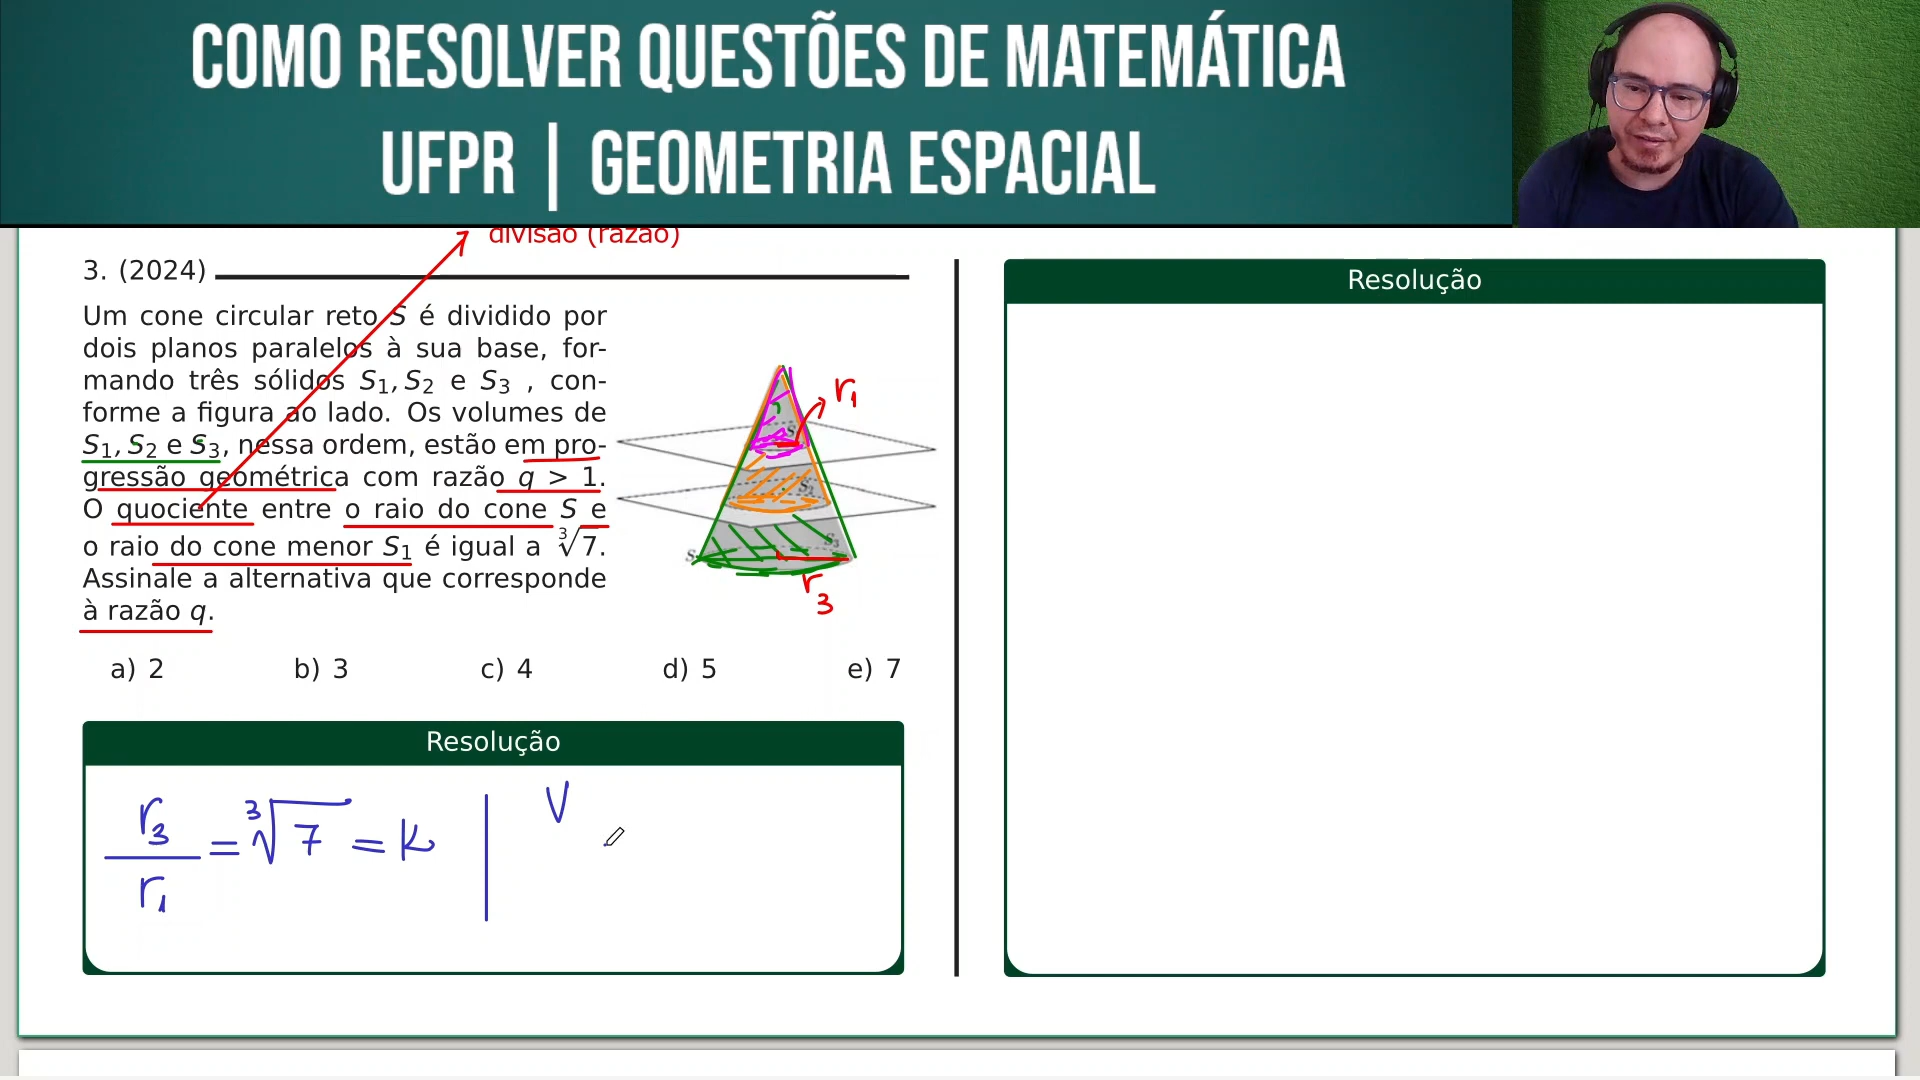 COMO RESOLVER QUESTÕES DE MATEMÁTICA
UFPR | GEOMETRIA ESPACIAL
divisão (razão)
3. (2024)
Um cone circular reto S é dividido por
dois planos paralelos à sua base, for-
mando três sólidos S₁, S₂ e S₃ , con-
forme a figura ao lado. Os volumes de
S₁, S₂ e S₃, nessa ordem, estão em pro-
gressão geométrica com razão q > 1.
O quociente entre o raio do cone S e
o raio do cone menor S₁ é igual a ∛7.
Assinale a alternativa que corresponde
à razão q.
r₁
S₂
S₃
S
r₃
a) 2 b) 3 c) 4 d) 5 e) 7
Resolução
r₃/r₁ = ∛7 = k | V
Resolução